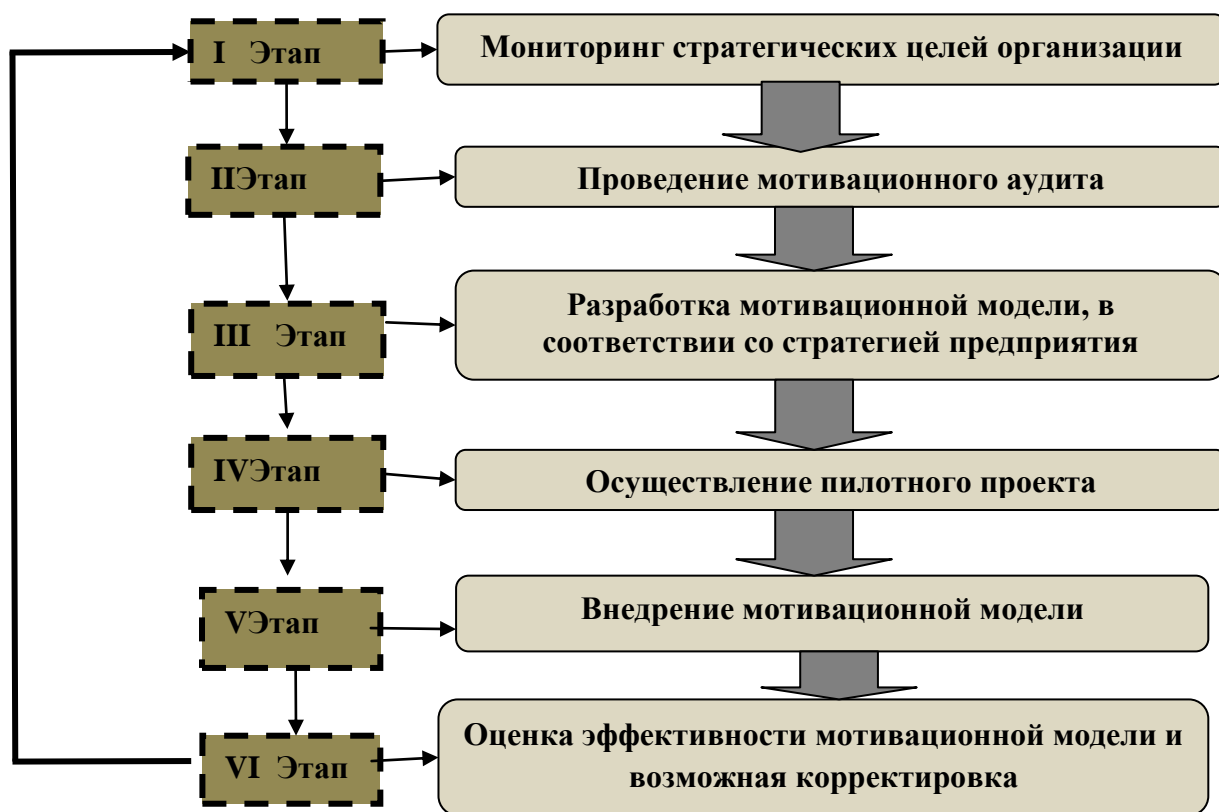 I Этап
Мониторинг стратегических целей организации
IIЭтап
Проведение мотивационного аудита
III Этап
Разработка мотивационной модели, в
соответствии со стратегией предприятия
IVЭтап
Осуществление пилотного проекта
VЭтап
Внедрение мотивационной модели
VI Этап
Оценка эффективности мотивационной модели и
возможная корректировка